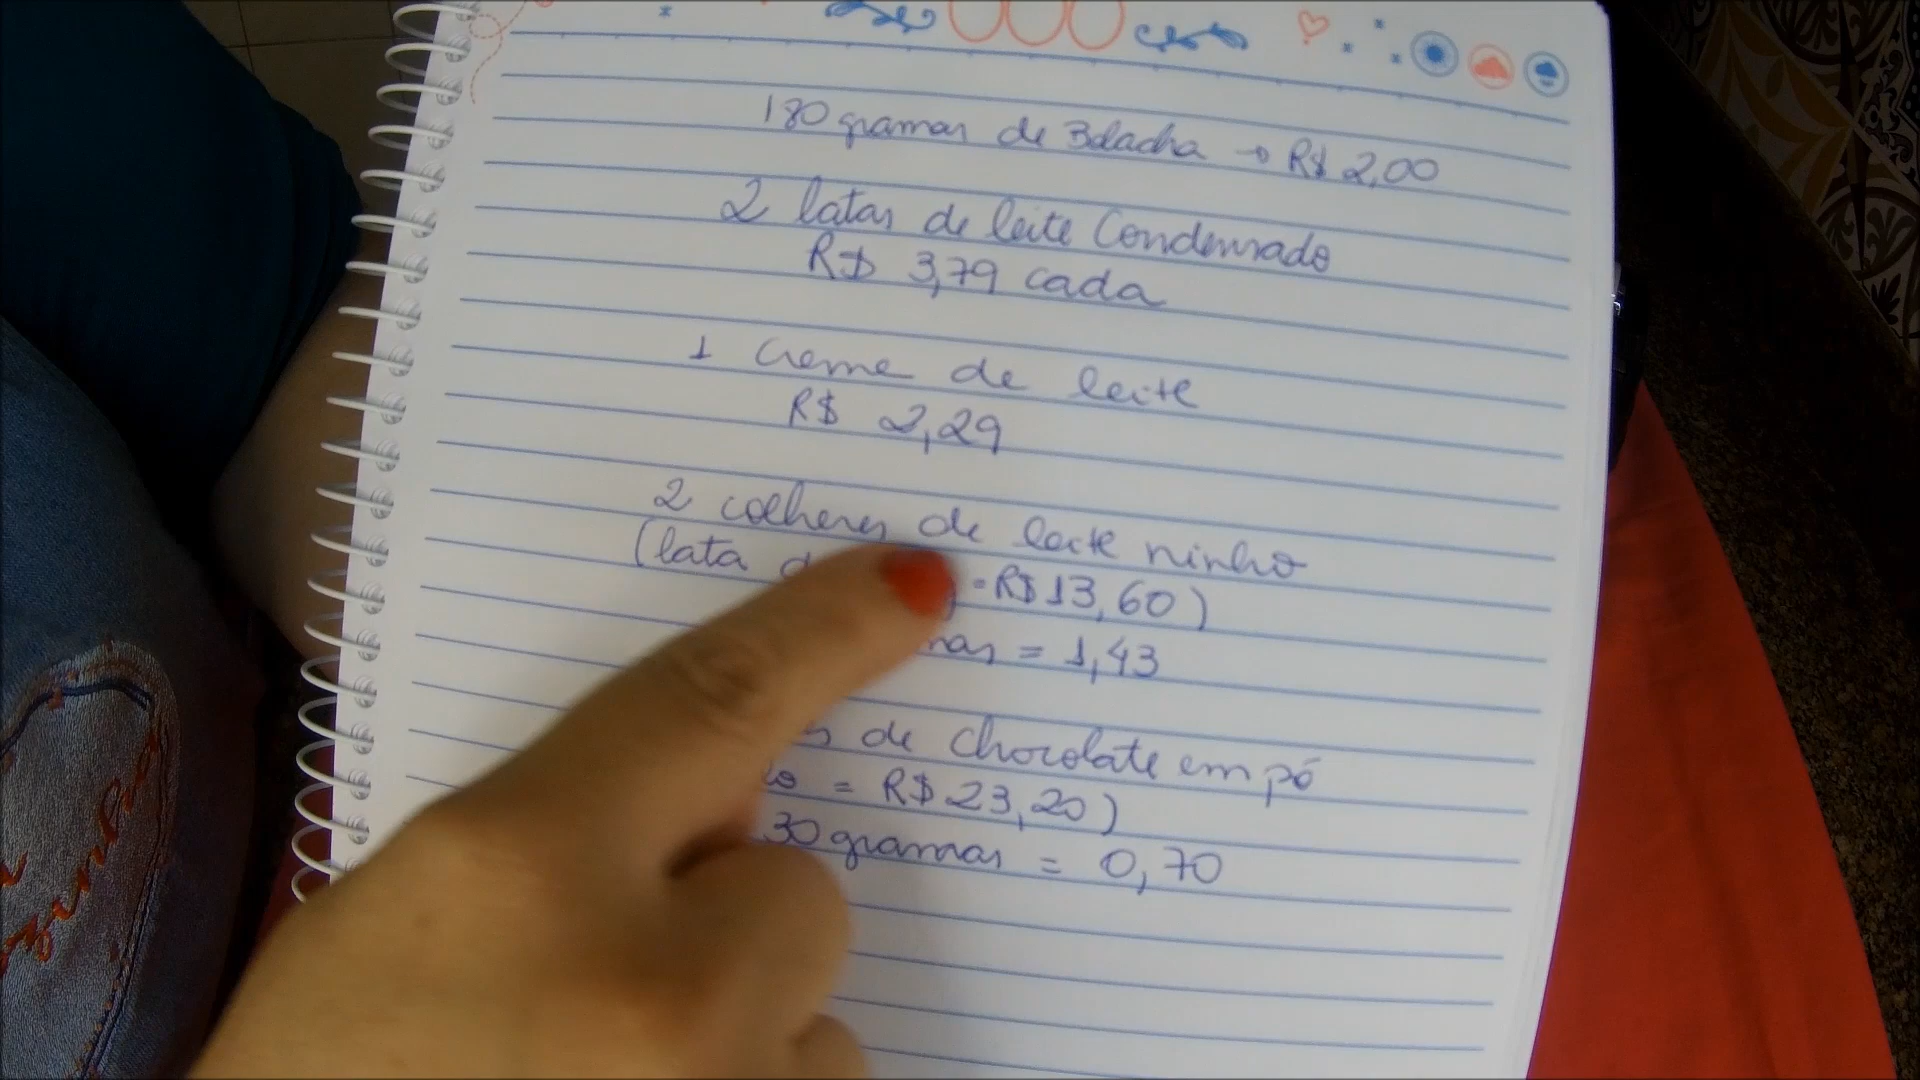 180 gramas de Bolacha → R$ 2,00
2 latas de leite Condensado
R$ 3,79 cada
1 Creme de leite
R$ 2,29
2 colheres de leite ninho
(lata = R$ 13,60)
= 1,43
de chocolate em pó
= R$ 23,20)
30 gramas = 0,70